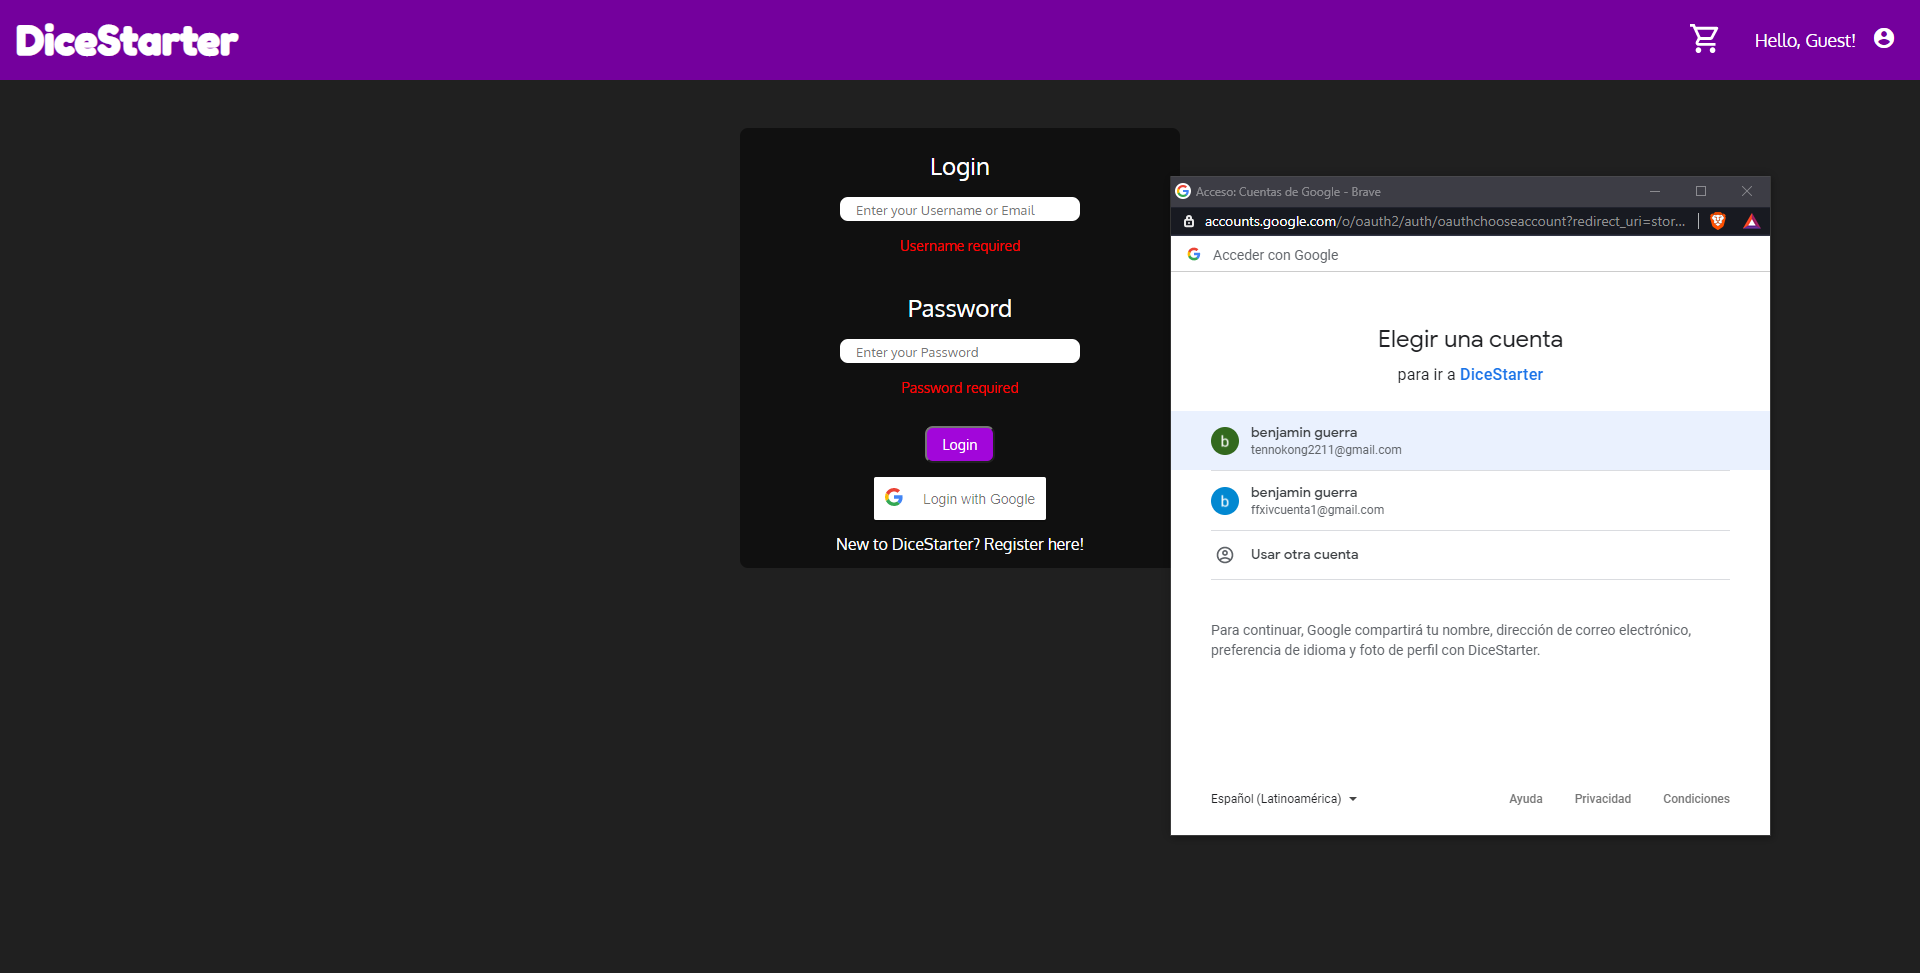 DiceStarter
Hello, Guest!
Login
Enter your Username or Email
Username required
Password
Enter your Password
Password required
Login
Login with Google
New to DiceStarter? Register here!
Acceso: Cuentas de Google - Brave
accounts.google.com/o/oauth2/auth/oauthchooseaccount?redirect_uri=stor...
Acceder con Google
Elegir una cuenta
para ir a DiceStarter
b
benjamin guerra
tennokong2211@gmail.com
b
benjamin guerra
ffxivcuenta1@gmail.com
Usar otra cuenta
Para continuar, Google compartirá tu nombre, dirección de correo electrónico,
preferencia de idioma y foto de perfil con DiceStarter.
Español (Latinoamérica) Ayuda Privacidad Condiciones